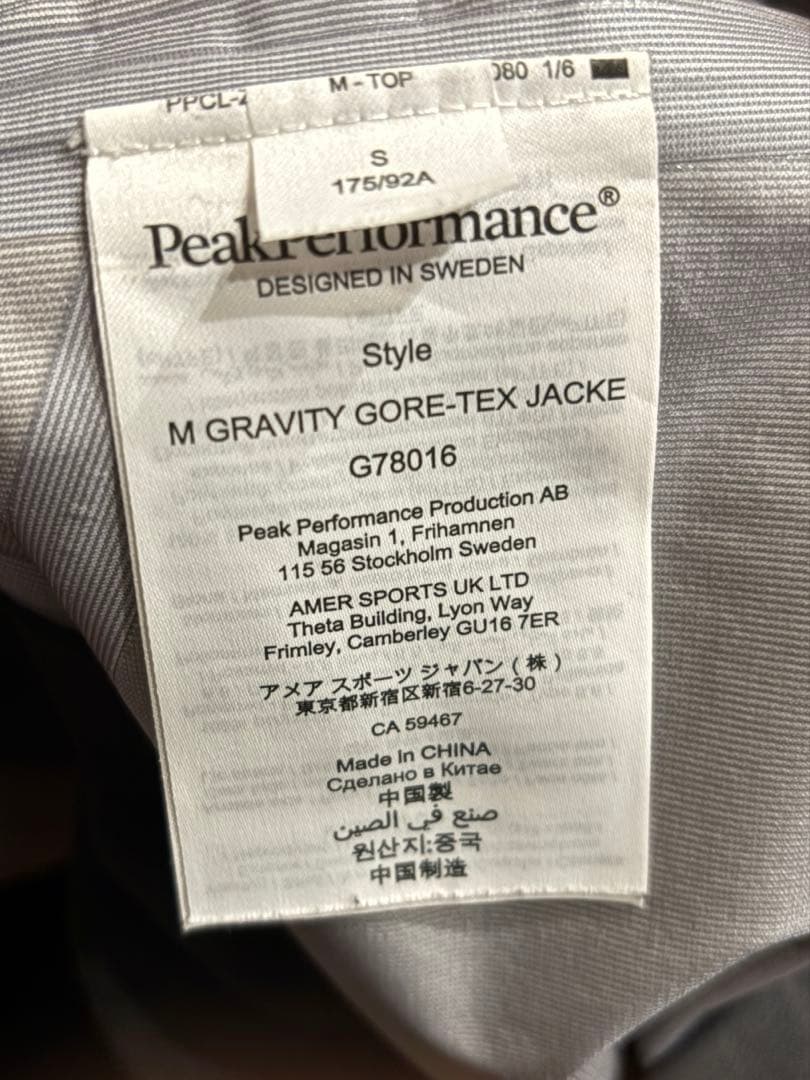 M-TOP
1/6
S
175/92A
PeakPerformance®
DESIGNED IN SWEDEN
Style
M GRAVITY GORE-TEX JACKE
G78016
Peak Performance Production AB
Magasin 1, Frihamnen
115 56 Stockholm Sweden
AMER SPORTS UK LTD
Theta Building, Lyon Way
Frimley, Camberley GU16 7ER
アメア スポーツ ジャパン ( 株 )
東京都新宿区新宿6-27-30
CA 59467
Made In CHINA
Сделано в Китае
中国製
صنع في الصين
원산지:중국
中国制造